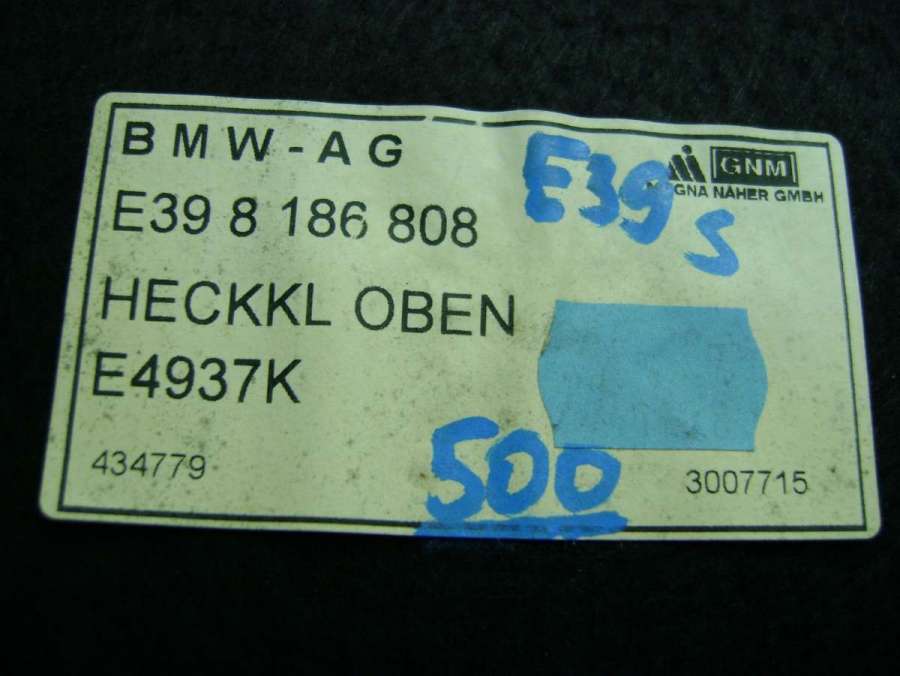 BMW-AG
E39 S
GNM
GNA NÄHER GMBH
E39 8 186 808
HECKKL OBEN
E4937K
500
434779
3007715